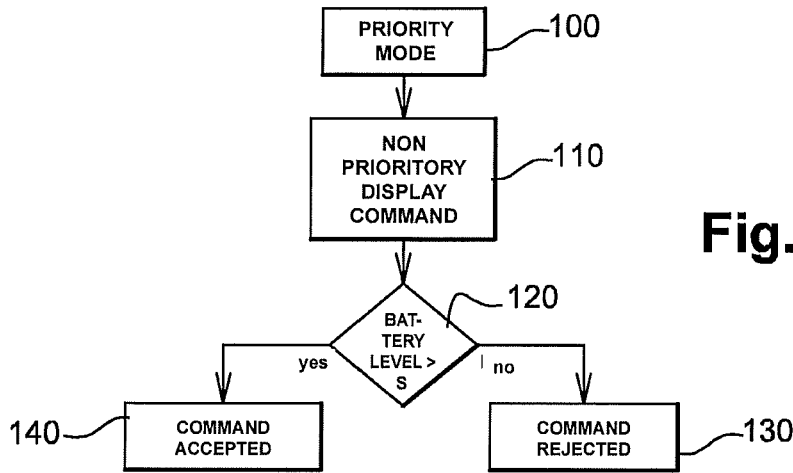 PRIORITY
MODE
100
NON
PRIORITORY
DISPLAY
COMMAND
110
Fig.
BAT-
TERY
LEVEL >
S
120
yes
no
140
COMMAND
ACCEPTED
COMMAND
REJECTED
130